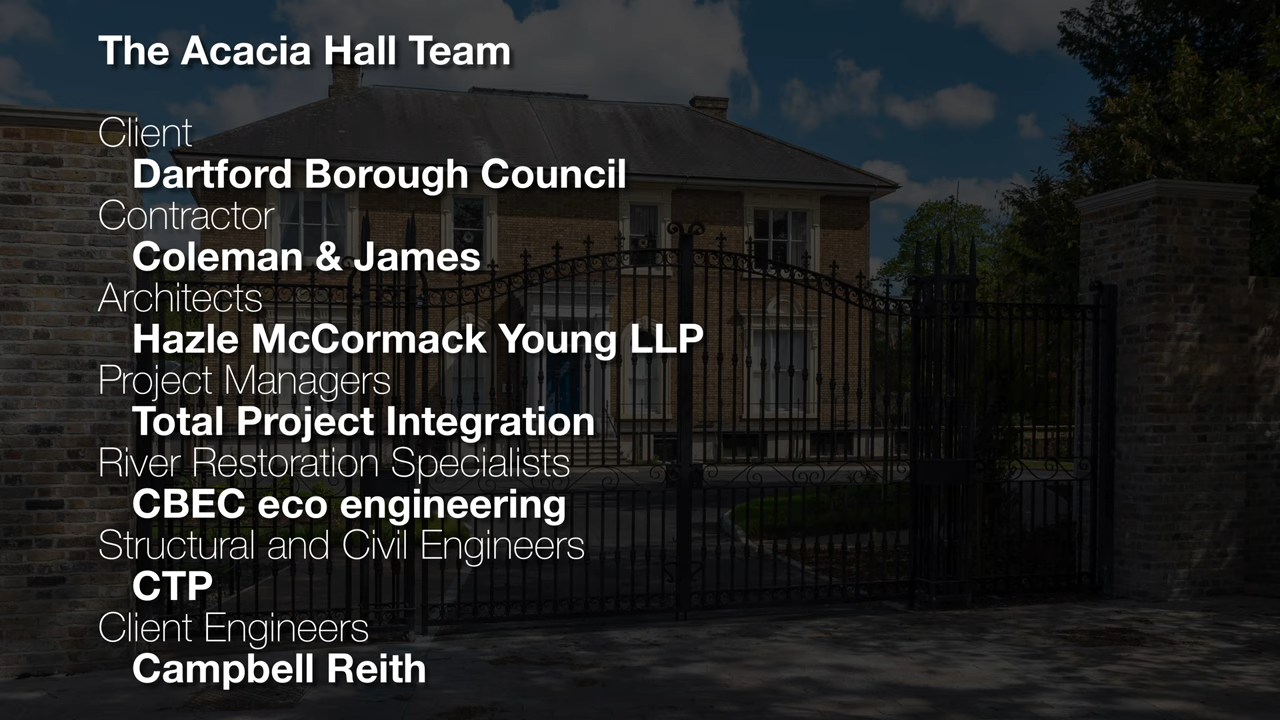 The Acacia Hall Team
Client
Dartford Borough Council
Contractor
Coleman & James
Architects
Hazle McCormack Young LLP
Project Managers
Total Project Integration
River Restoration Specialists
CBEC eco engineering
Structural and Civil Engineers
CTP
Client Engineers
Campbell Reith